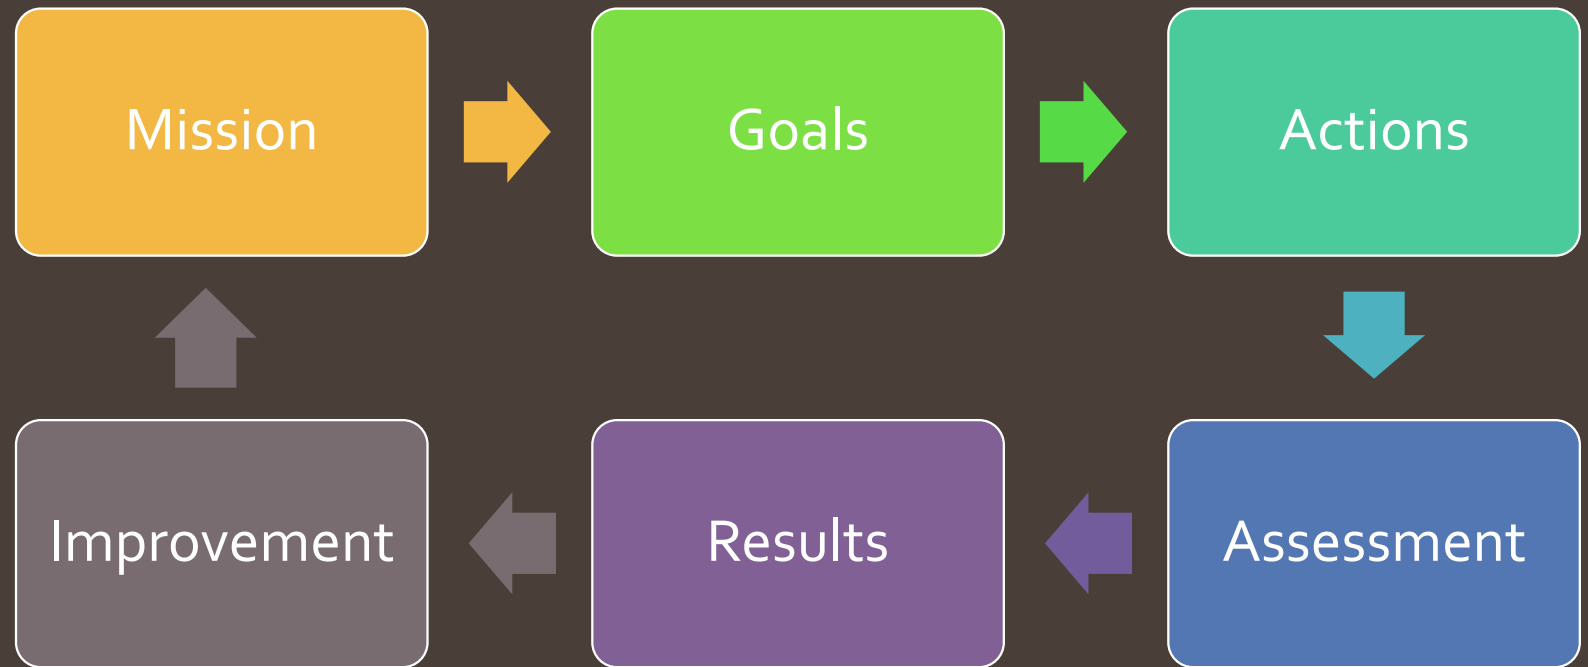 Mission
Goals
Actions
Assessment
Results
Improvement